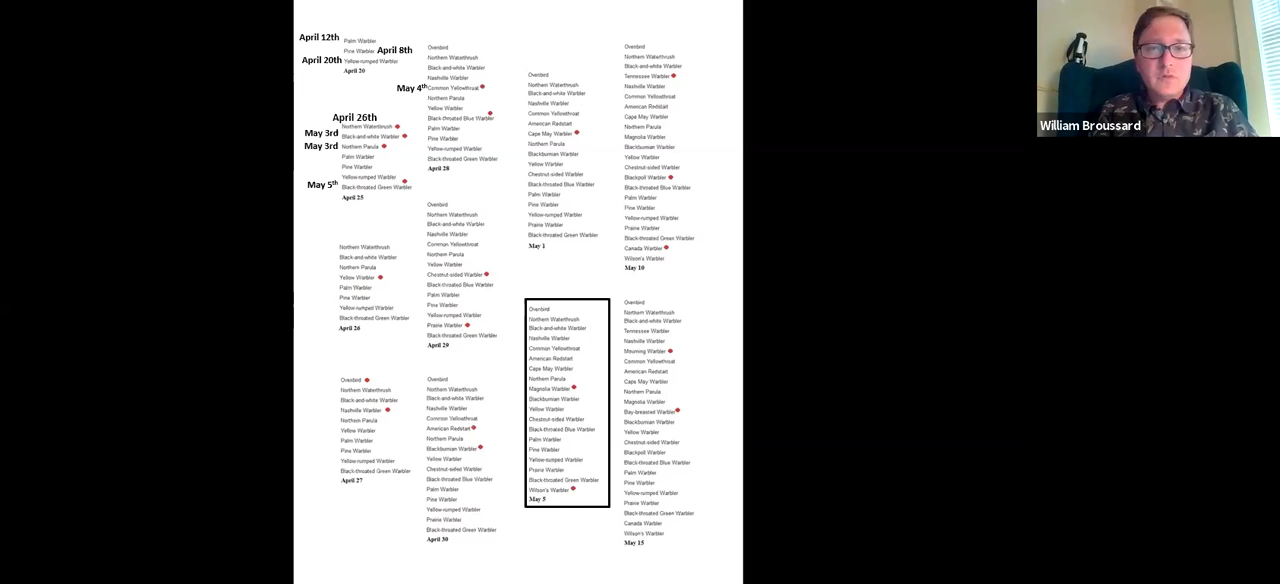 April 12th
Palm Warbler
Pine Warbler April 8th
April 20th Yellow-rumped Warbler
April 20
April 26th
Northern Waterthrush
May 3rd Black-and-white Warbler
May 3rd Northern Parula
Palm Warbler
Pine Warbler
Yellow-rumped Warbler
May 5th Black-throated Green Warbler
April 25
Northern Waterthrush
Black-and-white Warbler
Northern Parula
Yellow Warbler
Palm Warbler
Pine Warbler
Yellow-rumped Warbler
Black-throated Green Warbler
April 26
Ovenbird
Northern Waterthrush
Black-and-white Warbler
Nashville Warbler
Northern Parula
Yellow Warbler
Palm Warbler
Pine Warbler
Yellow-rumped Warbler
Black-throated Green Warbler
April 27
Ovenbird
Northern Waterthrush
Black-and-white Warbler
Nashville Warbler
May 4th Common Yellowthroat
Northern Parula
Yellow Warbler
Black-throated Blue Warbler
Palm Warbler
Pine Warbler
Yellow-rumped Warbler
Black-throated Green Warbler
April 28
Ovenbird
Northern Waterthrush
Black-and-white Warbler
Nashville Warbler
Common Yellowthroat
Northern Parula
Yellow Warbler
Chestnut-sided Warbler
Black-throated Blue Warbler
Palm Warbler
Pine Warbler
Yellow-rumped Warbler
Prairie Warbler
Black-throated Green Warbler
April 29
Ovenbird
Northern Waterthrush
Black-and-white Warbler
Nashville Warbler
Common Yellowthroat
American Redstart
Northern Parula
Blackburnian Warbler
Yellow Warbler
Chestnut-sided Warbler
Black-throated Blue Warbler
Palm Warbler
Pine Warbler
Yellow-rumped Warbler
Prairie Warbler
Black-throated Green Warbler
April 30
Ovenbird
Northern Waterthrush
Black-and-white Warbler
Nashville Warbler
Common Yellowthroat
American Redstart
Cape May Warbler
Northern Parula
Blackburnian Warbler
Yellow Warbler
Chestnut-sided Warbler
Black-throated Blue Warbler
Palm Warbler
Pine Warbler
Yellow-rumped Warbler
Prairie Warbler
Black-throated Green Warbler
May 1
Ovenbird
Northern Waterthrush
Black-and-white Warbler
Nashville Warbler
Common Yellowthroat
American Redstart
Cape May Warbler
Northern Parula
Magnolia Warbler
Blackburnian Warbler
Yellow Warbler
Chestnut-sided Warbler
Black-throated Blue Warbler
Palm Warbler
Pine Warbler
Yellow-rumped Warbler
Prairie Warbler
Black-throated Green Warbler
Wilson's Warbler
May 5
Ovenbird
Northern Waterthrush
Black-and-white Warbler
Tennessee Warbler
Nashville Warbler
Common Yellowthroat
American Redstart
Cape May Warbler
Northern Parula
Magnolia Warbler
Blackburnian Warbler
Yellow Warbler
Chestnut-sided Warbler
Blackpoll Warbler
Black-throated Blue Warbler
Palm Warbler
Pine Warbler
Yellow-rumped Warbler
Prairie Warbler
Black-throated Green Warbler
Canada Warbler
Wilson's Warbler
May 10
Ovenbird
Northern Waterthrush
Black-and-white Warbler
Tennessee Warbler
Nashville Warbler
Mourning Warbler
Common Yellowthroat
American Redstart
Cape May Warbler
Northern Parula
Magnolia Warbler
Bay-breasted Warbler
Blackburnian Warbler
Yellow Warbler
Chestnut-sided Warbler
Blackpoll Warbler
Black-throated Blue Warbler
Palm Warbler
Pine Warbler
Yellow-rumped Warbler
Prairie Warbler
Black-throated Green Warbler
Canada Warbler
Wilson's Warbler
May 15
William Broussard